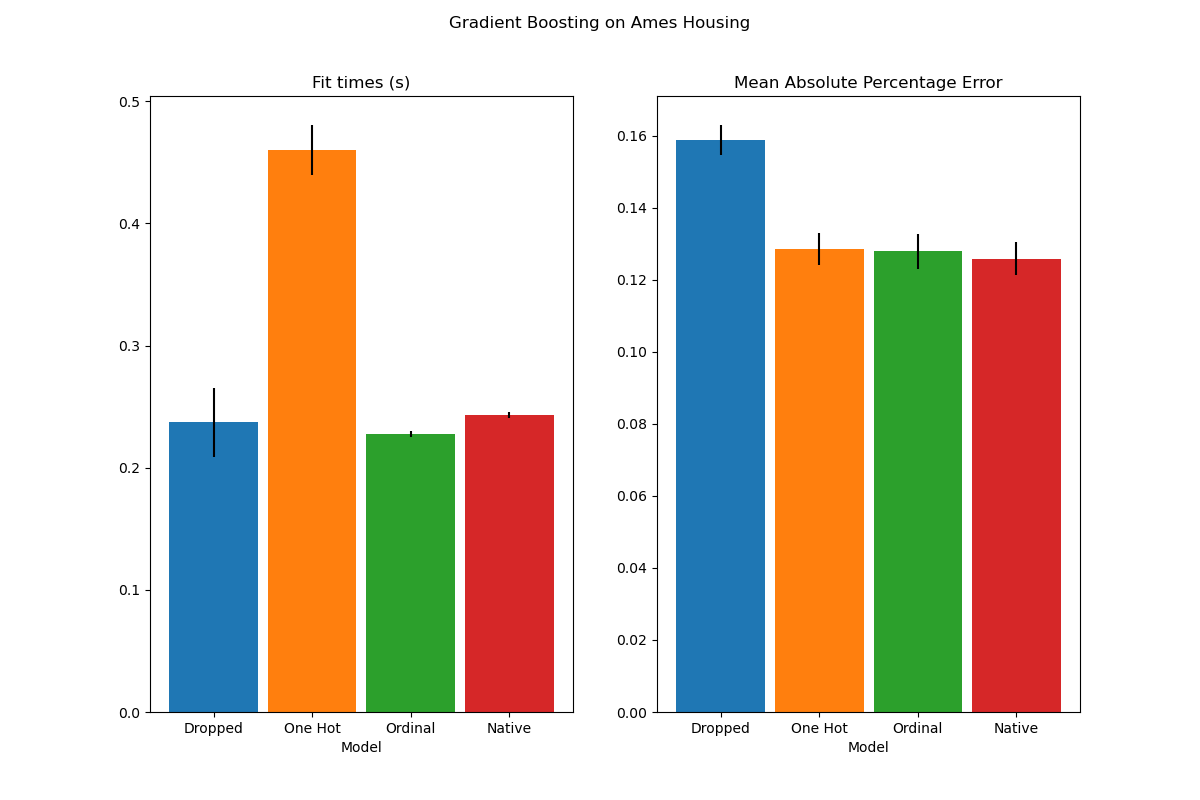 Gradient Boosting on Ames Housing
Fit times (s)
0.5
0.4
0.3
0.2
0.1
0.0
Dropped One Hot Ordinal Native
Model
Mean Absolute Percentage Error
0.16
0.14
0.12
0.10
0.08
0.06
0.04
0.02
0.00
Dropped One Hot Ordinal Native
Model